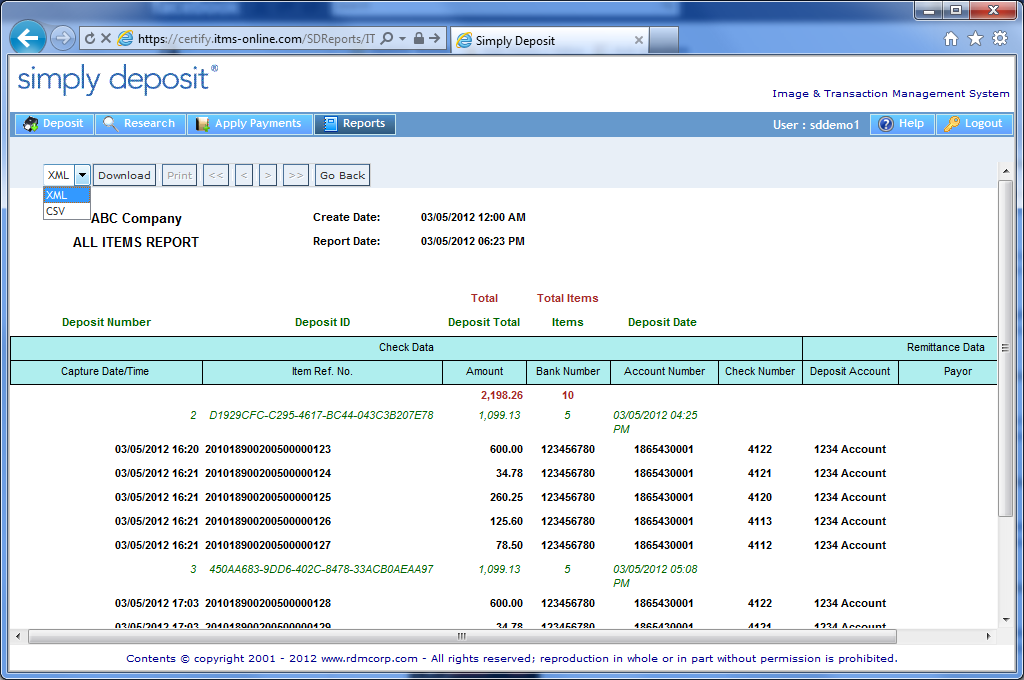 https://certify.itms-online.com/SDReports/IT
Simply Deposit
simply deposit®
Image & Transaction Management System
Deposit Research Apply Payments Reports User : sddemo1 Help Logout
XML Download Print << < > >> Go Back
XML
CSV
ABC Company Create Date: 03/05/2012 12:00 AM
ALL ITEMS REPORT Report Date: 03/05/2012 06:23 PM
Total Total Items
Deposit Number Deposit ID Deposit Total Items Deposit Date
Check Data Remittance Data
Capture Date/Time Item Ref. No. Amount Bank Number Account Number Check Number Deposit Account Payor
2,198.26 10
2 D1929CFC-C295-4617-BC44-043C3B207E78 1,099.13 5 03/05/2012 04:25
PM
03/05/2012 16:20 201018900200500000123 600.00 123456780 1865430001 4122 1234 Account
03/05/2012 16:21 201018900200500000124 34.78 123456780 1865430001 4121 1234 Account
03/05/2012 16:21 201018900200500000125 260.25 123456780 1865430001 4120 1234 Account
03/05/2012 16:21 201018900200500000126 125.60 123456780 1865430001 4113 1234 Account
03/05/2012 16:21 201018900200500000127 78.50 123456780 1865430001 4112 1234 Account
3 450AA683-9DD6-402C-8478-33ACB0AEAA97 1,099.13 5 03/05/2012 05:08
PM
03/05/2012 17:03 201018900200500000128 600.00 123456780 1865430001 4122 1234 Account
03/05/2012 17:03 201018900200500000129 34.78 123456780 1865430001 4121 1234 Account
Contents © copyright 2001 - 2012 www.rdmcorp.com - All rights reserved; reproduction in whole or in part without permission is prohibited.